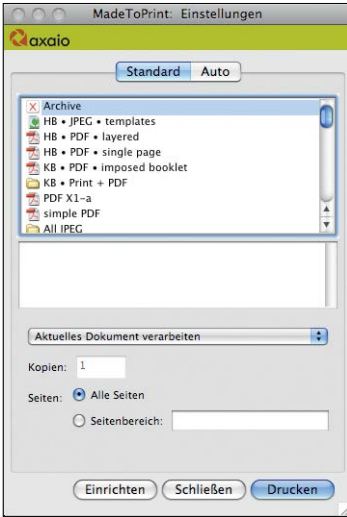 MadeToPrint: Einstellungen
axaio
Standard Auto
Archive
HB • JPEG • templates
HB • PDF • layered
HB • PDF • single page
KB • PDF • imposed booklet
KB • Print + PDF
PDF X1-a
simple PDF
All JPEG
Aktuelles Dokument verarbeiten
Kopien: 1
Seiten: Alle Seiten
Seitenbereich:
Einrichten Schließen Drucken